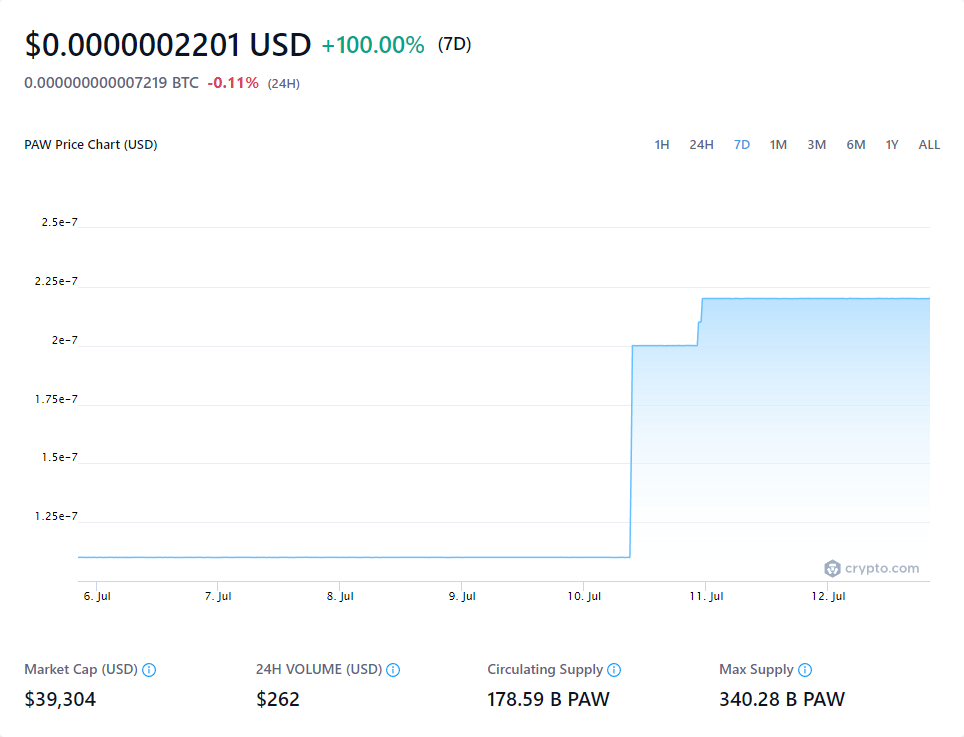 $0.0000002201 USD +100.00% (7D)
0.000000000007219 BTC -0.11% (24H)
PAW Price Chart (USD) 1H 24H 7D 1M 3M 6M 1Y ALL
2.5e-7
2.25e-7
2e-7
1.75e-7
1.5e-7
1.25e-7
crypto.com
6. Jul 7. Jul 8. Jul 9. Jul 10. Jul 11. Jul 12. Jul
Market Cap (USD) 24H VOLUME (USD) Circulating Supply Max Supply
$39,304 $262 178.59 B PAW 340.28 B PAW